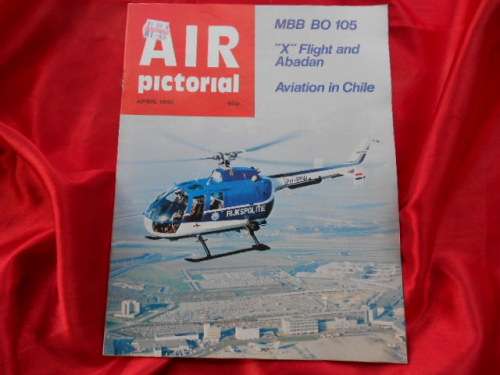 AIR
pictorial
MBB BO 105
"X" Flight and
Abadan
Aviation in Chile
RIJKSPOLITIE